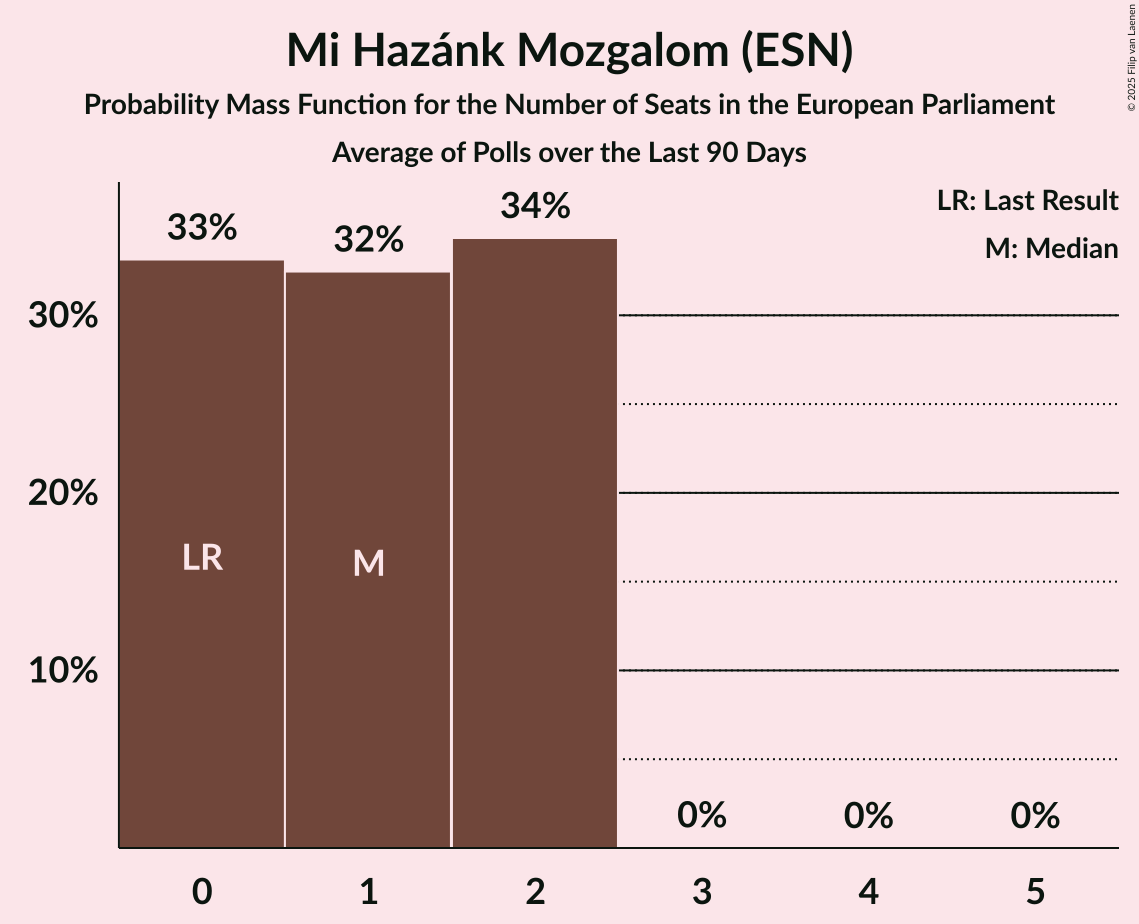 Mi Hazánk Mozgalom (ESN)
Probability Mass Function for the Number of Seats in the European Parliament
Average of Polls over the Last 90 Days
© 2025 Filip van Laenen
LR: Last Result
M: Median
33%
32%
34%
30%
20%
10%
LR
M
0%
0%
0%
0
1
2
3
4
5